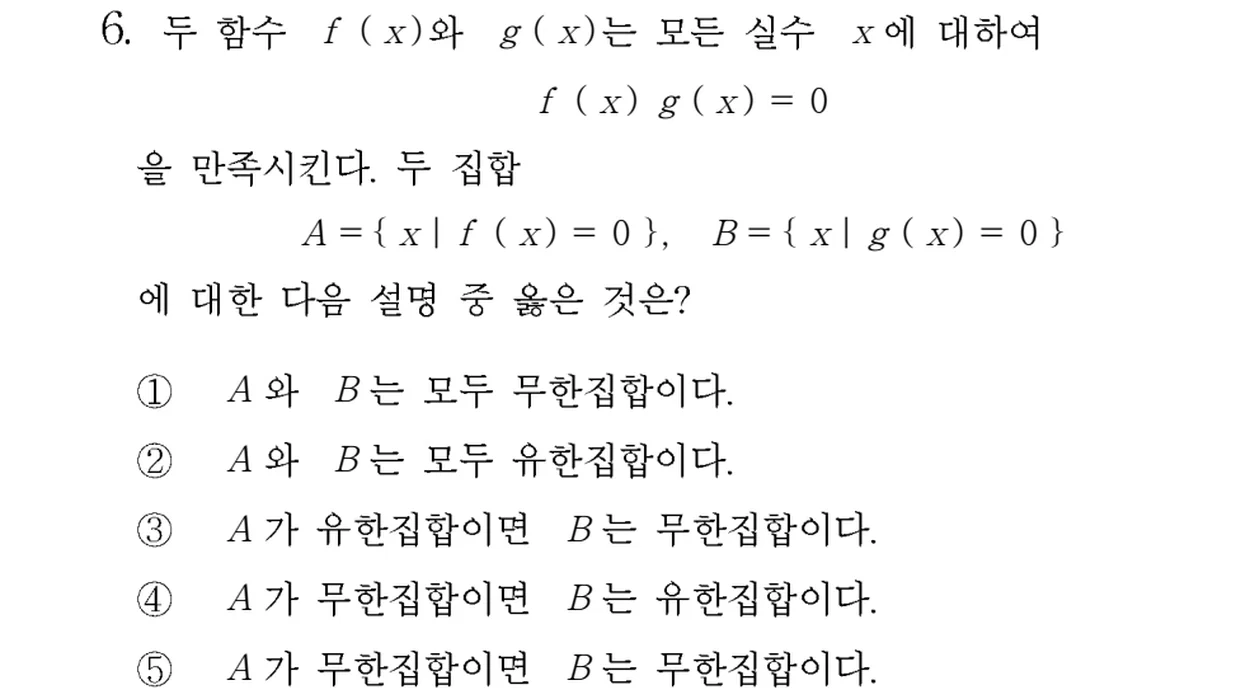 6. 두 함수 f(x)와 g(x)는 모든 실수 x에 대하여
f(x)g(x)=0
을 만족시킨다. 두 집합
A={x|f(x)=0}, B={x|g(x)=0}
에 대한 다음 설명 중 옳은 것은?
① A와 B는 모두 무한집합이다.
② A와 B는 모두 유한집합이다.
③ A가 유한집합이면 B는 무한집합이다.
④ A가 무한집합이면 B는 유한집합이다.
⑤ A가 무한집합이면 B는 무한집합이다.